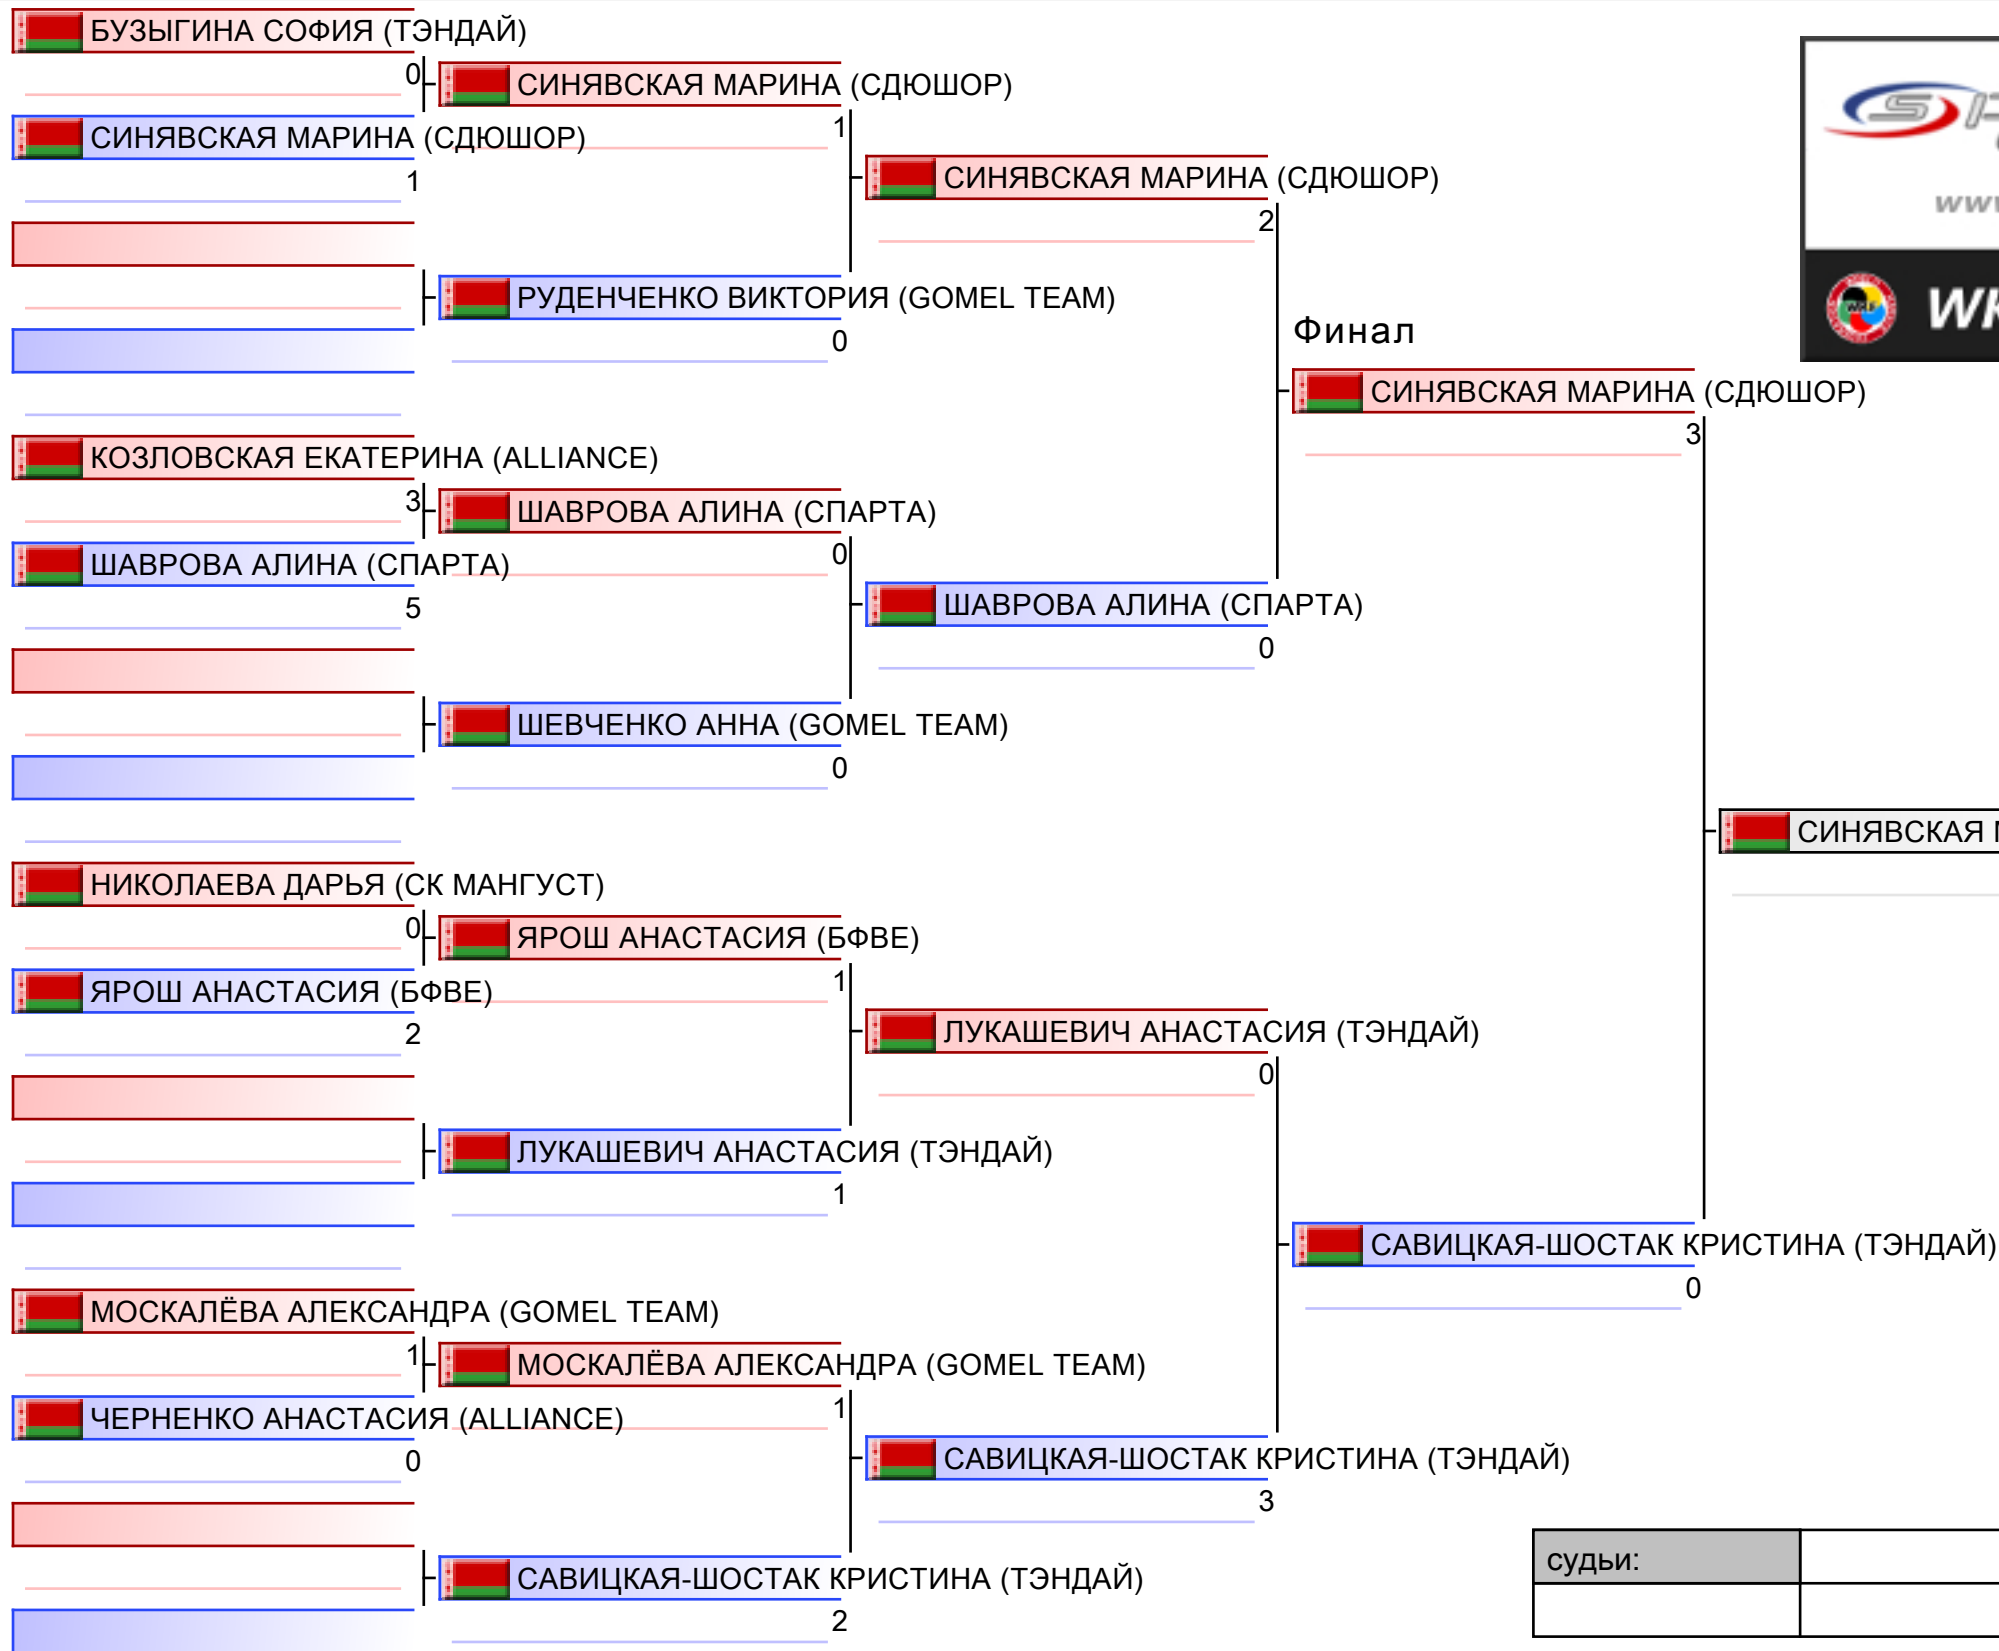 БУЗЫГИНА СОФИЯ (ТЭНДАЙ)
0
СИНЯВСКАЯ МАРИНА (СДЮШОР)
1
КОЗЛОВСКАЯ ЕКАТЕРИНА (ALLIANCE)
3
ШАВРОВА АЛИНА (СПАРТА)
5
НИКОЛАЕВА ДАРЬЯ (СК МАНГУСТ)
0
ЯРОШ АНАСТАСИЯ (БФВЕ)
2
МОСКАЛЁВА АЛЕКСАНДРА (GOMEL TEAM)
1
ЧЕРНЕНКО АНАСТАСИЯ (ALLIANCE)
0
СИНЯВСКАЯ МАРИНА (СДЮШОР)
1
РУДЕНЧЕНКО ВИКТОРИЯ (GOMEL TEAM)
0
ШАВРОВА АЛИНА (СПАРТА)
0
ШЕВЧЕНКО АННА (GOMEL TEAM)
0
ЯРОШ АНАСТАСИЯ (БФВЕ)
1
ЛУКАШЕВИЧ АНАСТАСИЯ (ТЭНДАЙ)
1
МОСКАЛЁВА АЛЕКСАНДРА (GOMEL TEAM)
1
САВИЦКАЯ-ШОСТАК КРИСТИНА (ТЭНДАЙ)
2
СИНЯВСКАЯ МАРИНА (СДЮШОР)
2
ШАВРОВА АЛИНА (СПАРТА)
0
ЛУКАШЕВИЧ АНАСТАСИЯ (ТЭНДАЙ)
0
САВИЦКАЯ-ШОСТАК КРИСТИНА (ТЭНДАЙ)
3
Финал
СИНЯВСКАЯ МАРИНА (СДЮШОР)
3
САВИЦКАЯ-ШОСТАК КРИСТИНА (ТЭНДАЙ)
0
СИНЯВСКАЯ
судьи: